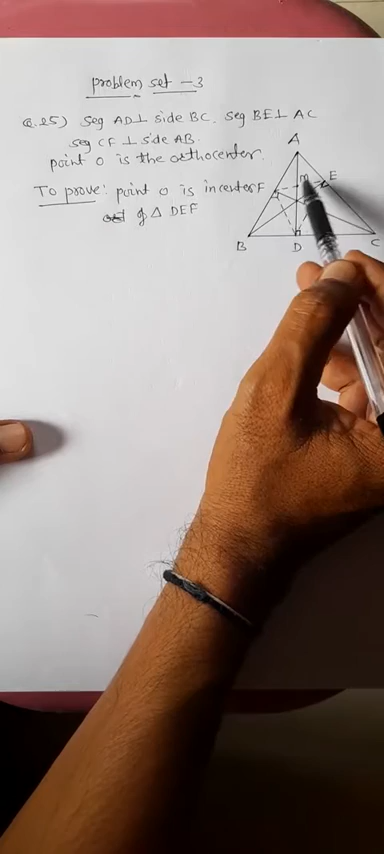 problem set -3
Q.25) seg AD⊥ side BC. seg BE⊥ AC
seg CF ⊥ side AB.
point O is the orthocenter.
To prove: point O is incenter
of Δ DEF
A
F
E
m
B
D
C